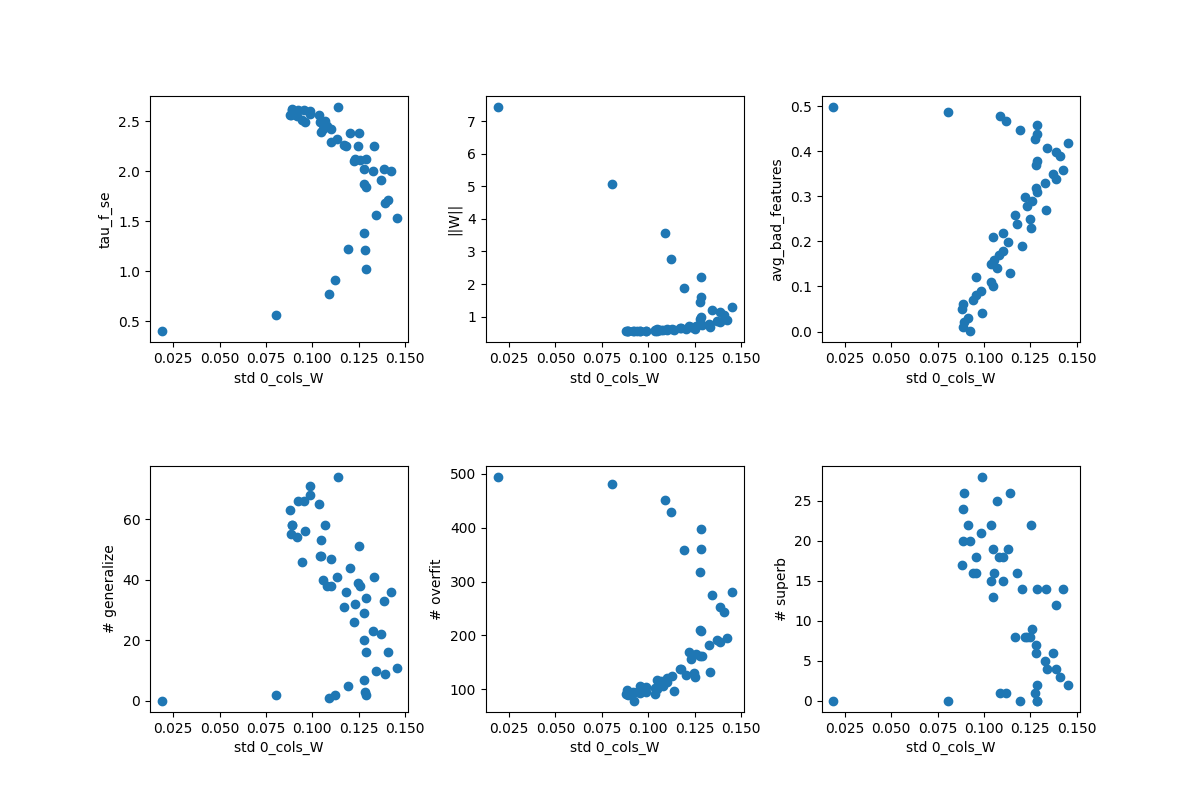 2.5
2.0
1.5
1.0
0.5
tau_f_se
0.025 0.050 0.075 0.100 0.125 0.150
std 0_cols_W
7
6
5
4
3
2
1
||W||
0.025 0.050 0.075 0.100 0.125 0.150
std 0_cols_W
0.5
0.4
0.3
0.2
0.1
0.0
avg_bad_features
0.025 0.050 0.075 0.100 0.125 0.150
std 0_cols_W
60
40
20
0
# generalize
0.025 0.050 0.075 0.100 0.125 0.150
std 0_cols_W
500
400
300
200
100
# overfit
0.025 0.050 0.075 0.100 0.125 0.150
std 0_cols_W
25
20
15
10
5
0
# superb
0.025 0.050 0.075 0.100 0.125 0.150
std 0_cols_W